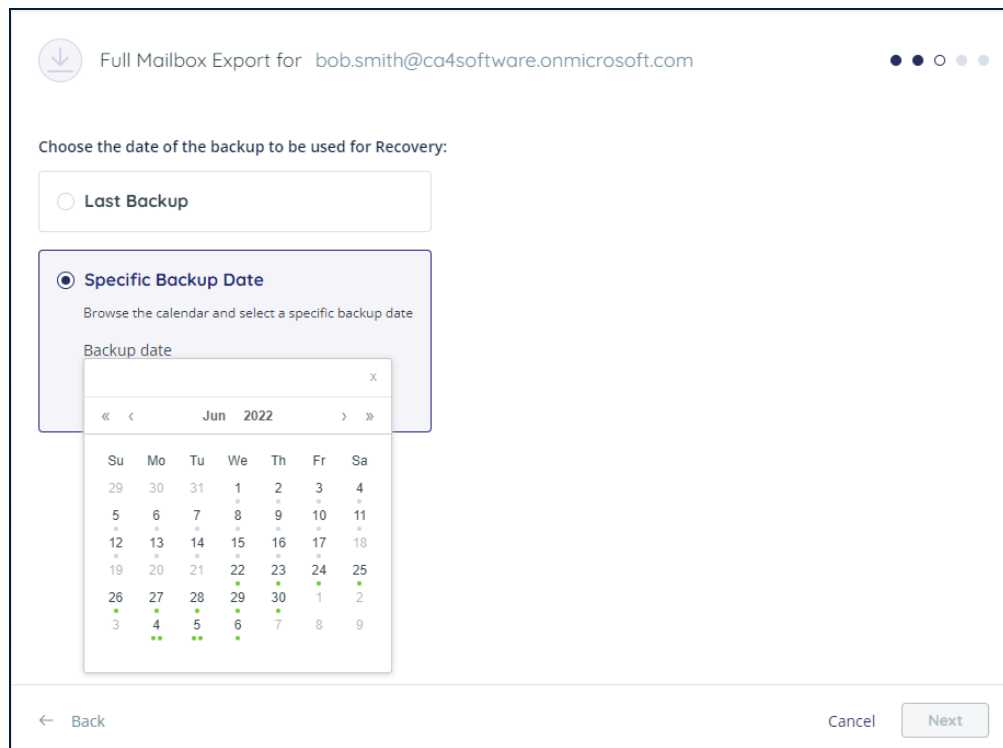 Full Mailbox Export for bob.smith@ca4software.onmicrosoft.com
Choose the date of the backup to be used for Recovery:
Last Backup
Specific Backup Date
Browse the calendar and select a specific backup date
Backup date
x
« ‹ Jun 2022 › »
Su Mo Tu We Th Fr Sa
29 30 31 1 2 3 4
5 6 7 8 9 10 11
12 13 14 15 16 17 18
19 20 21 22 23 24 25
26 27 28 29 30 1 2
3 4 5 6 7 8 9
← Back Cancel Next